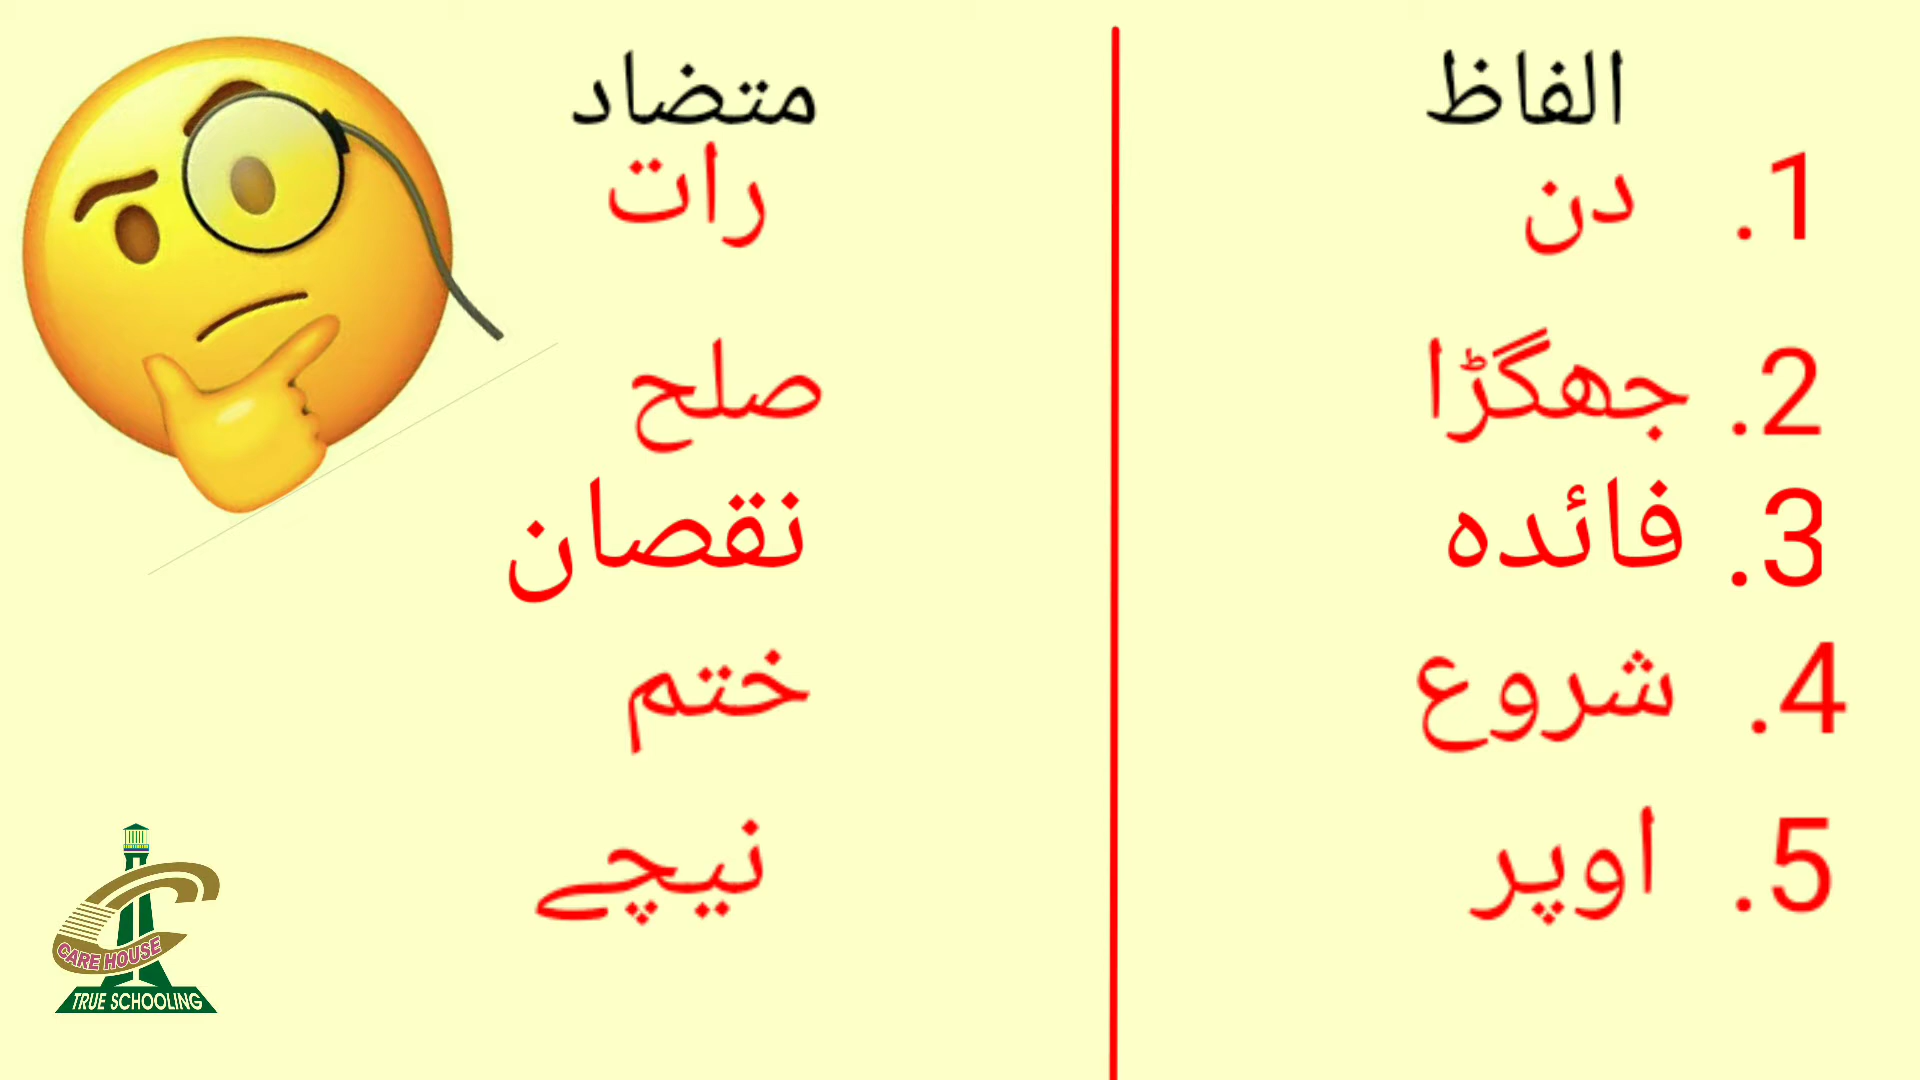 الفاظ متضاد
1. دن رات
2. جھگڑا صلح
3. فائدہ نقصان
4. شروع ختم
5. اوپر نیچے
CARE HOUSE
TRUE SCHOOLING